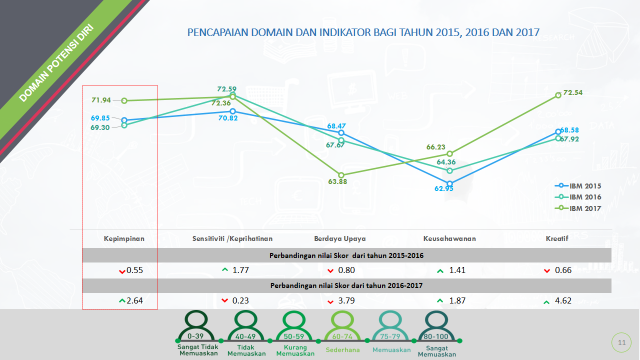 DOMAIN POTENSI DIRI
PENCAPAIAN DOMAIN DAN INDIKATOR BAGI TAHUN 2015, 2016 DAN 2017
71.94
69.85
69.30
72.59
72.36
70.82
68.47
67.67
63.88
66.23
64.36
62.95
72.54
68.58
67.92
IBM 2015
IBM 2016
IBM 2017
Kepimpinan Sensitiviti /Keprihatinan Berdaya Upaya Keusahawanan Kreatif
Perbandingan nilai Skor dari tahun 2015-2016
0.55 1.77 0.80 1.41 0.66
Perbandingan nilai Skor dari tahun 2016-2017
2.64 0.23 3.79 1.87 4.62
0-39 40-49 50-59 60-74 75-79 80-100
Sangat Tidak Memuaskan
Tidak Memuaskan
Kurang Memuaskan
Sederhana
Memuaskan
Sangat Memuaskan
11